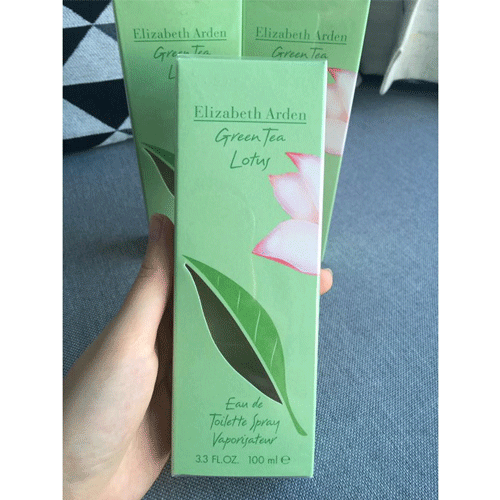 Elizabeth Arden
Green Tea
Lotus
Elizabeth Arden
Green Tea
Elizabeth Arden
Green Tea
Lotus
Eau de
Toilette Spray
Vaporisateur
3.3 FL.OZ. 100 ml ℮